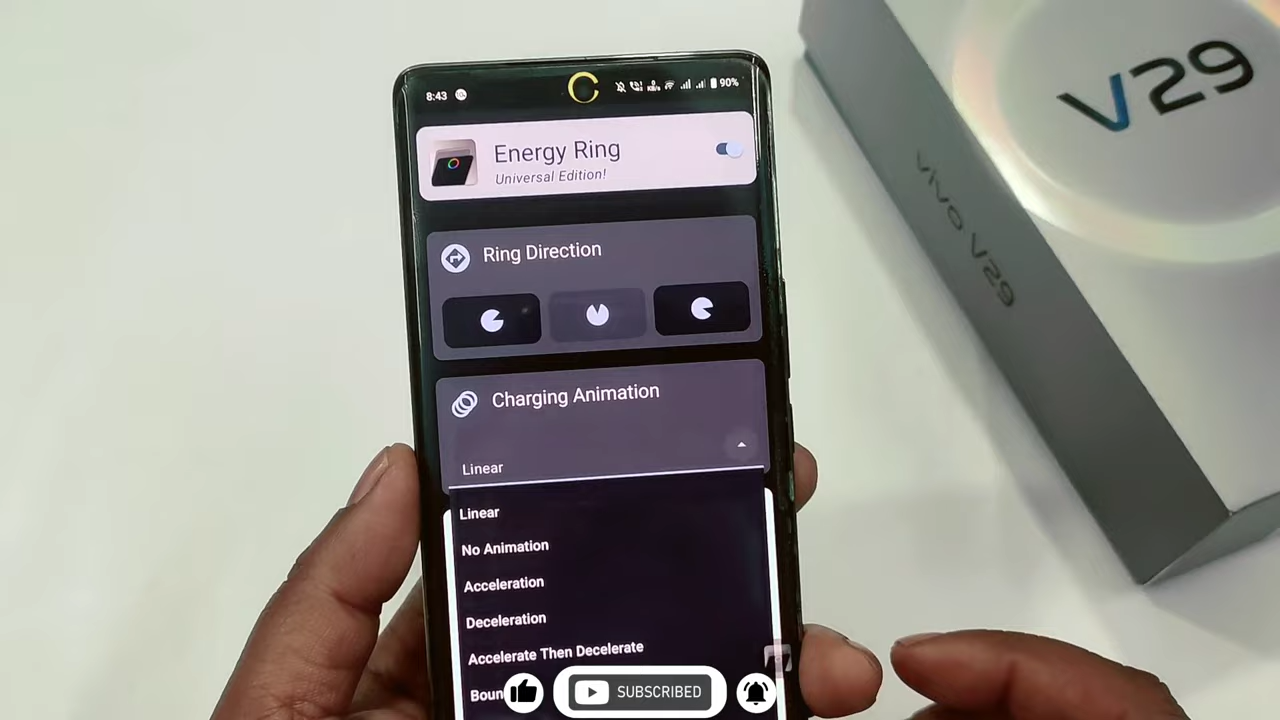 8:43
90%
Energy Ring
Universal Edition!
Ring Direction
Charging Animation
Linear
Linear
No Animation
Acceleration
Deceleration
Accelerate Then Decelerate
Boun
SUBSCRIBED
V29
vivo V29